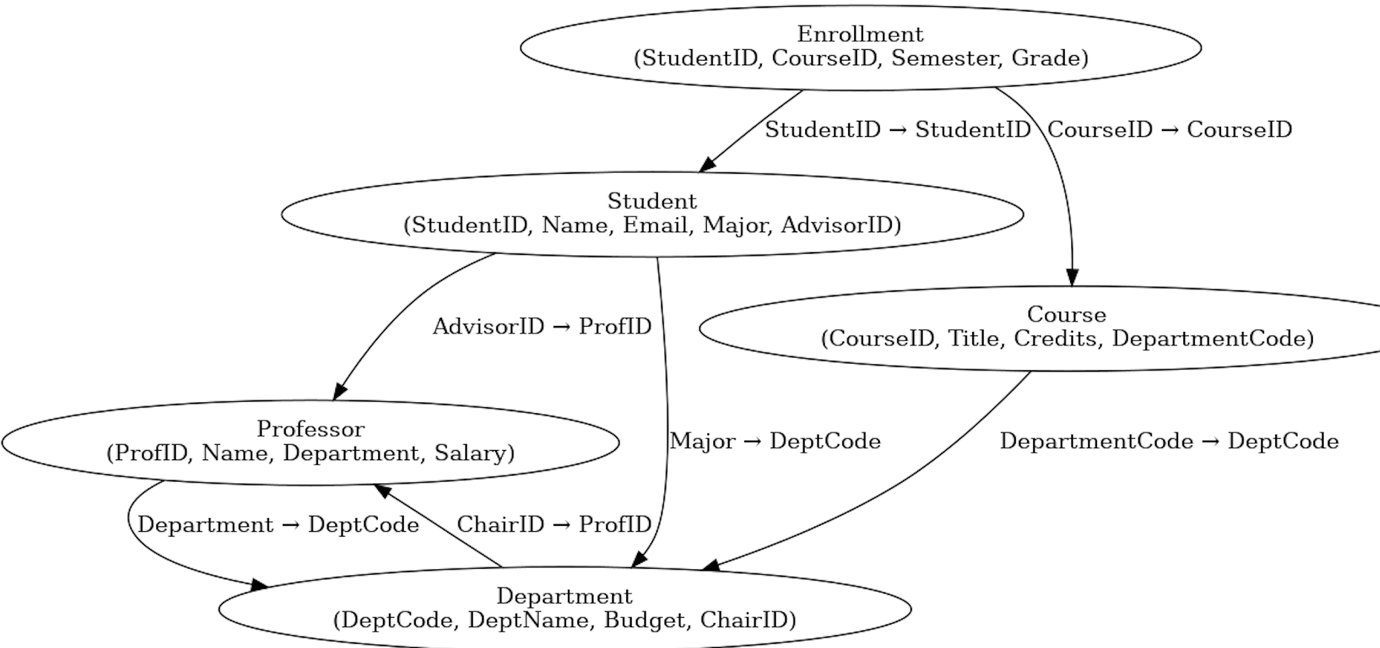 Enrollment
(StudentID, CourseID, Semester, Grade)
StudentID → StudentID
CourseID → CourseID
Student
(StudentID, Name, Email, Major, AdvisorID)
Course
(CourseID, Title, Credits, DepartmentCode)
AdvisorID → ProfID
Professor
(ProfID, Name, Department, Salary)
Major → DeptCode
DepartmentCode → DeptCode
Department → DeptCode
ChairID → ProfID
Department
(DeptCode, DeptName, Budget, ChairID)